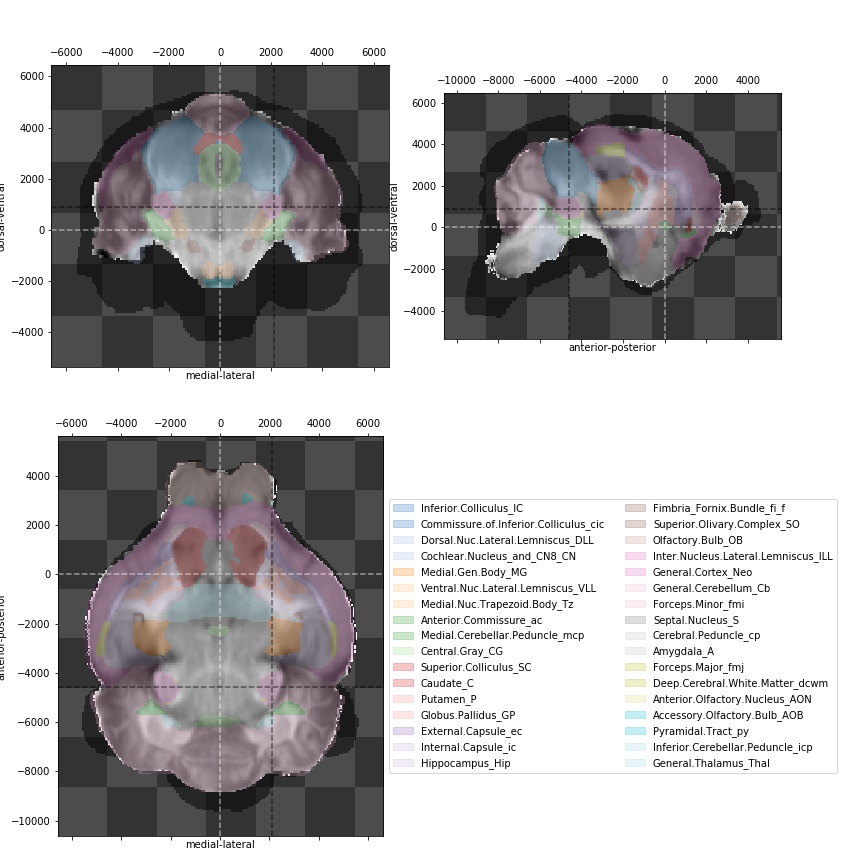 −6000 −4000 −2000 0 2000 4000 6000
6000
4000
2000
0
−2000
−4000
dorsal-ventral
medial-lateral
−10000 −8000 −6000 −4000 −2000 0 2000 4000
6000
4000
2000
0
−2000
−4000
dorsal-ventral
anterior-posterior
−6000 −4000 −2000 0 2000 4000 6000
4000
2000
0
−2000
−4000
−6000
−8000
−10000
anterior-posterior
medial-lateral
Inferior.Colliculus_IC
Commissure.of.Inferior.Colliculus_cic
Dorsal.Nuc.Lateral.Lemniscus_DLL
Cochlear.Nucleus_and_CN8_CN
Medial.Gen.Body_MG
Ventral.Nuc.Lateral.Lemniscus_VLL
Medial.Nuc.Trapezoid.Body_Tz
Anterior.Commissure_ac
Medial.Cerebellar.Peduncle_mcp
Central.Gray_CG
Superior.Colliculus_SC
Caudate_C
Putamen_P
Globus.Pallidus_GP
External.Capsule_ec
Internal.Capsule_ic
Hippocampus_Hip
Fimbria_Fornix.Bundle_fi_f
Superior.Olivary.Complex_SO
Olfactory.Bulb_OB
Inter.Nucleus.Lateral.Lemniscus_ILL
General.Cortex_Neo
General.Cerebellum_Cb
Forceps.Minor_fmi
Septal.Nucleus_S
Cerebral.Peduncle_cp
Amygdala_A
Forceps.Major_fmj
Deep.Cerebral.White.Matter_dcwm
Anterior.Olfactory.Nucleus_AON
Accessory.Olfactory.Bulb_AOB
Pyramidal.Tract_py
Inferior.Cerebellar.Peduncle_icp
General.Thalamus_Thal